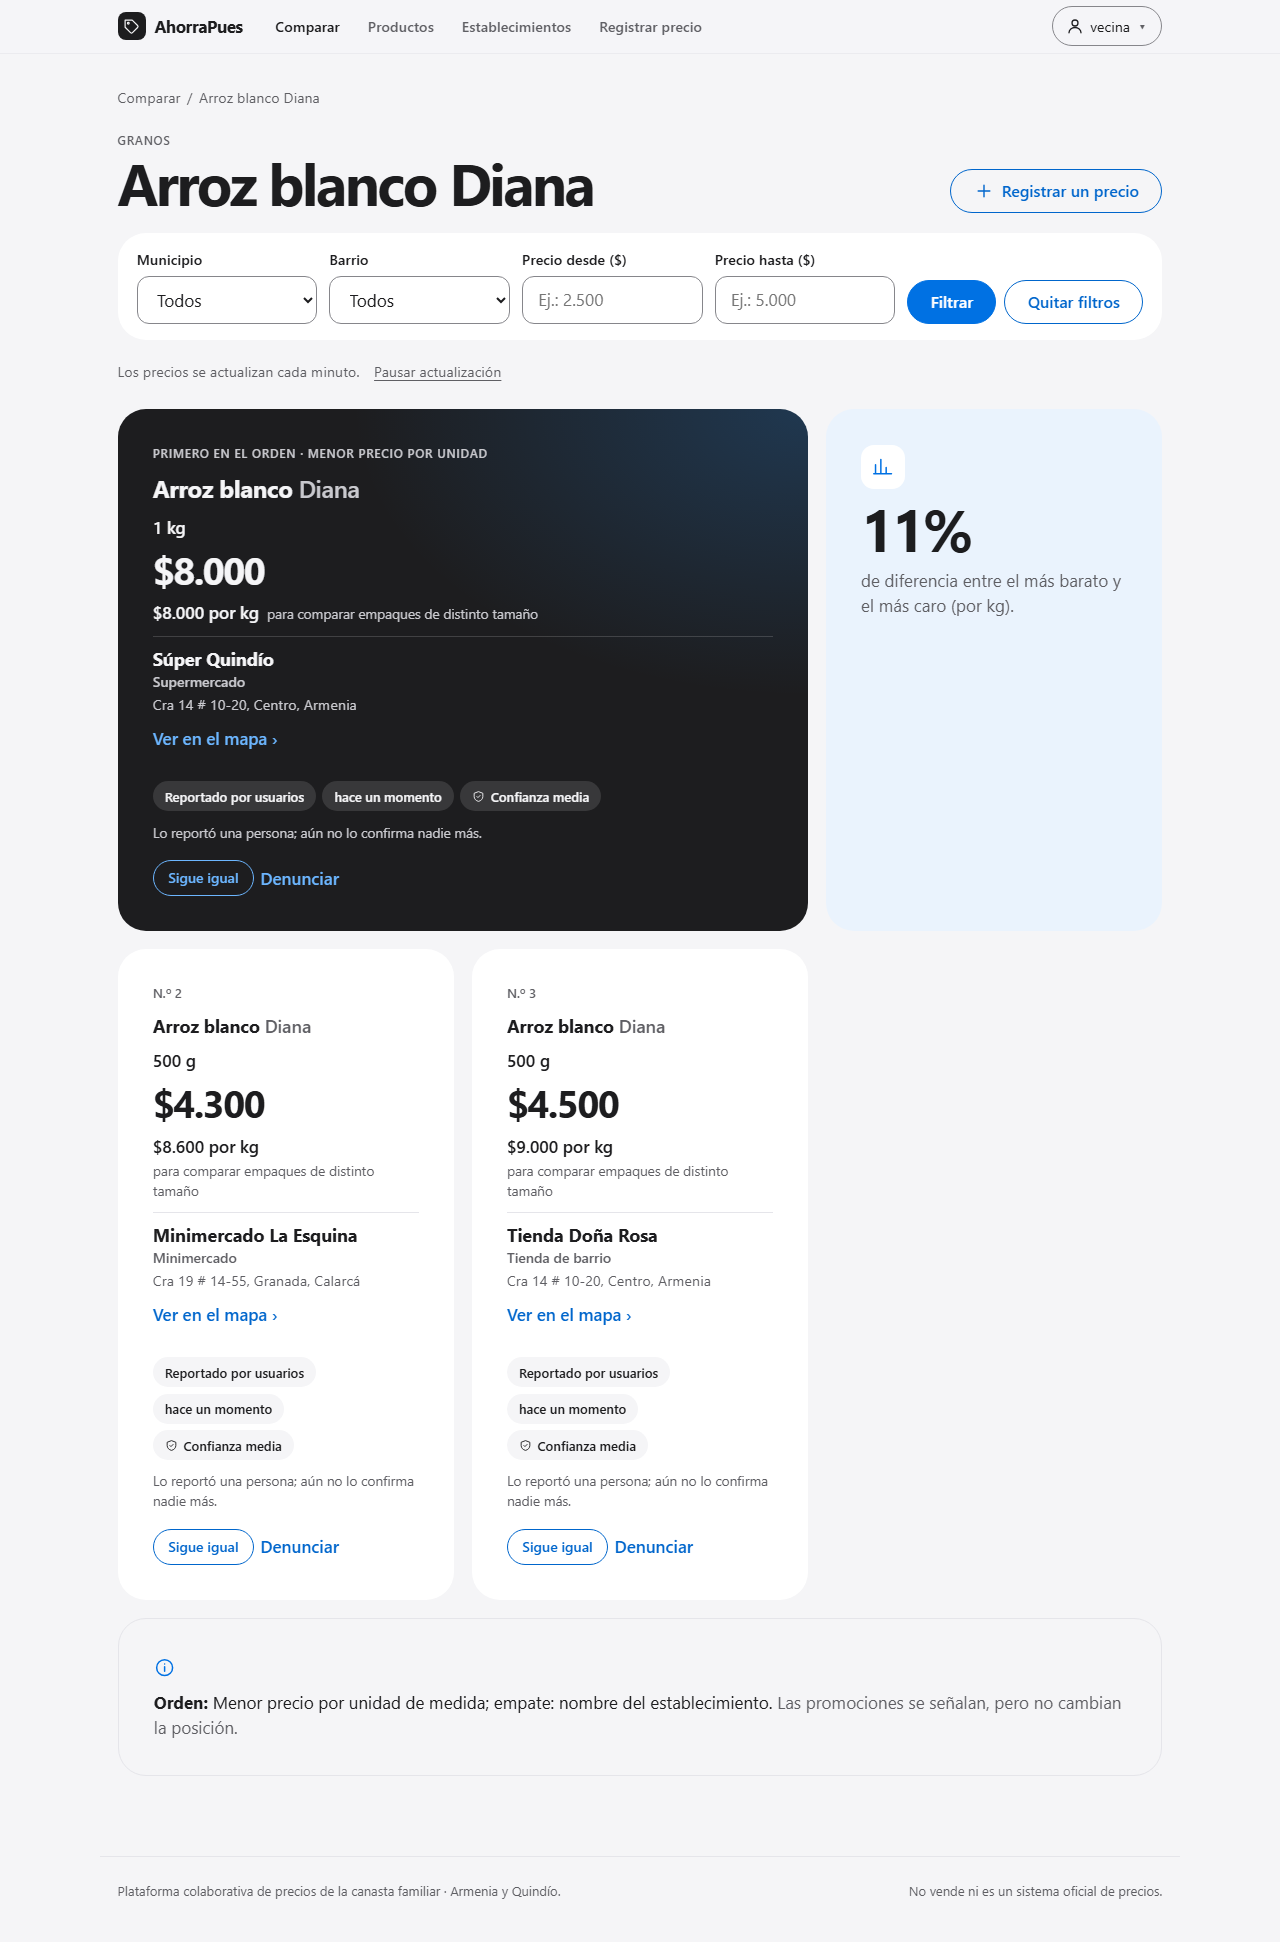 AhorraPues
Comparar
Productos
Establecimientos
Registrar precio
vecina
Comparar / Arroz blanco Diana
GRANOS
Arroz blanco Diana
Registrar un precio
Municipio
Barrio
Precio desde ($)
Precio hasta ($)
Todos
Todos
Ej.: 2.500
Ej.: 5.000
Filtrar
Quitar filtros
Los precios se actualizan cada minuto. Pausar actualización
PRIMERO EN EL ORDEN · MENOR PRECIO POR UNIDAD
Arroz blanco Diana
1 kg
$8.000
$8.000 por kg para comparar empaques de distinto tamaño
Súper Quindío
Supermercado
Cra 14 # 10-20, Centro, Armenia
Ver en el mapa ›
Reportado por usuarios
hace un momento
Confianza media
Lo reportó una persona; aún no lo confirma nadie más.
Sigue igual
Denunciar
11%
de diferencia entre el más barato y
el más caro (por kg).
N.º 2
Arroz blanco Diana
500 g
$4.300
$8.600 por kg
para comparar empaques de distinto
tamaño
Minimercado La Esquina
Minimercado
Cra 19 # 14-55, Granada, Calarcá
Ver en el mapa ›
Reportado por usuarios
hace un momento
Confianza media
Lo reportó una persona; aún no lo confirma
nadie más.
Sigue igual
Denunciar
N.º 3
Arroz blanco Diana
500 g
$4.500
$9.000 por kg
para comparar empaques de distinto
tamaño
Tienda Doña Rosa
Tienda de barrio
Cra 14 # 10-20, Centro, Armenia
Ver en el mapa ›
Reportado por usuarios
hace un momento
Confianza media
Lo reportó una persona; aún no lo confirma
nadie más.
Sigue igual
Denunciar
Orden: Menor precio por unidad de medida; empate: nombre del establecimiento. Las promociones se señalan, pero no cambian
la posición.
Plataforma colaborativa de precios de la canasta familiar · Armenia y Quindío.
No vende ni es un sistema oficial de precios.